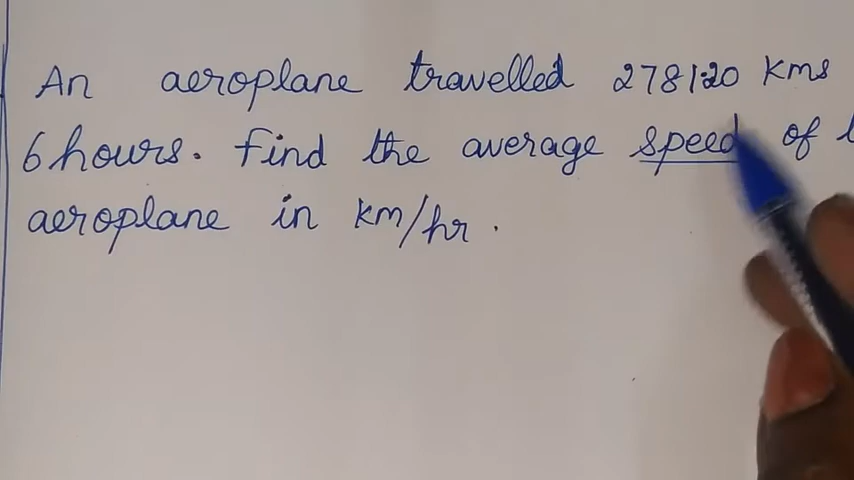 An aeroplane travelled 2781.20 kms
6 hours. Find the average speed of
aeroplane in km/hr.